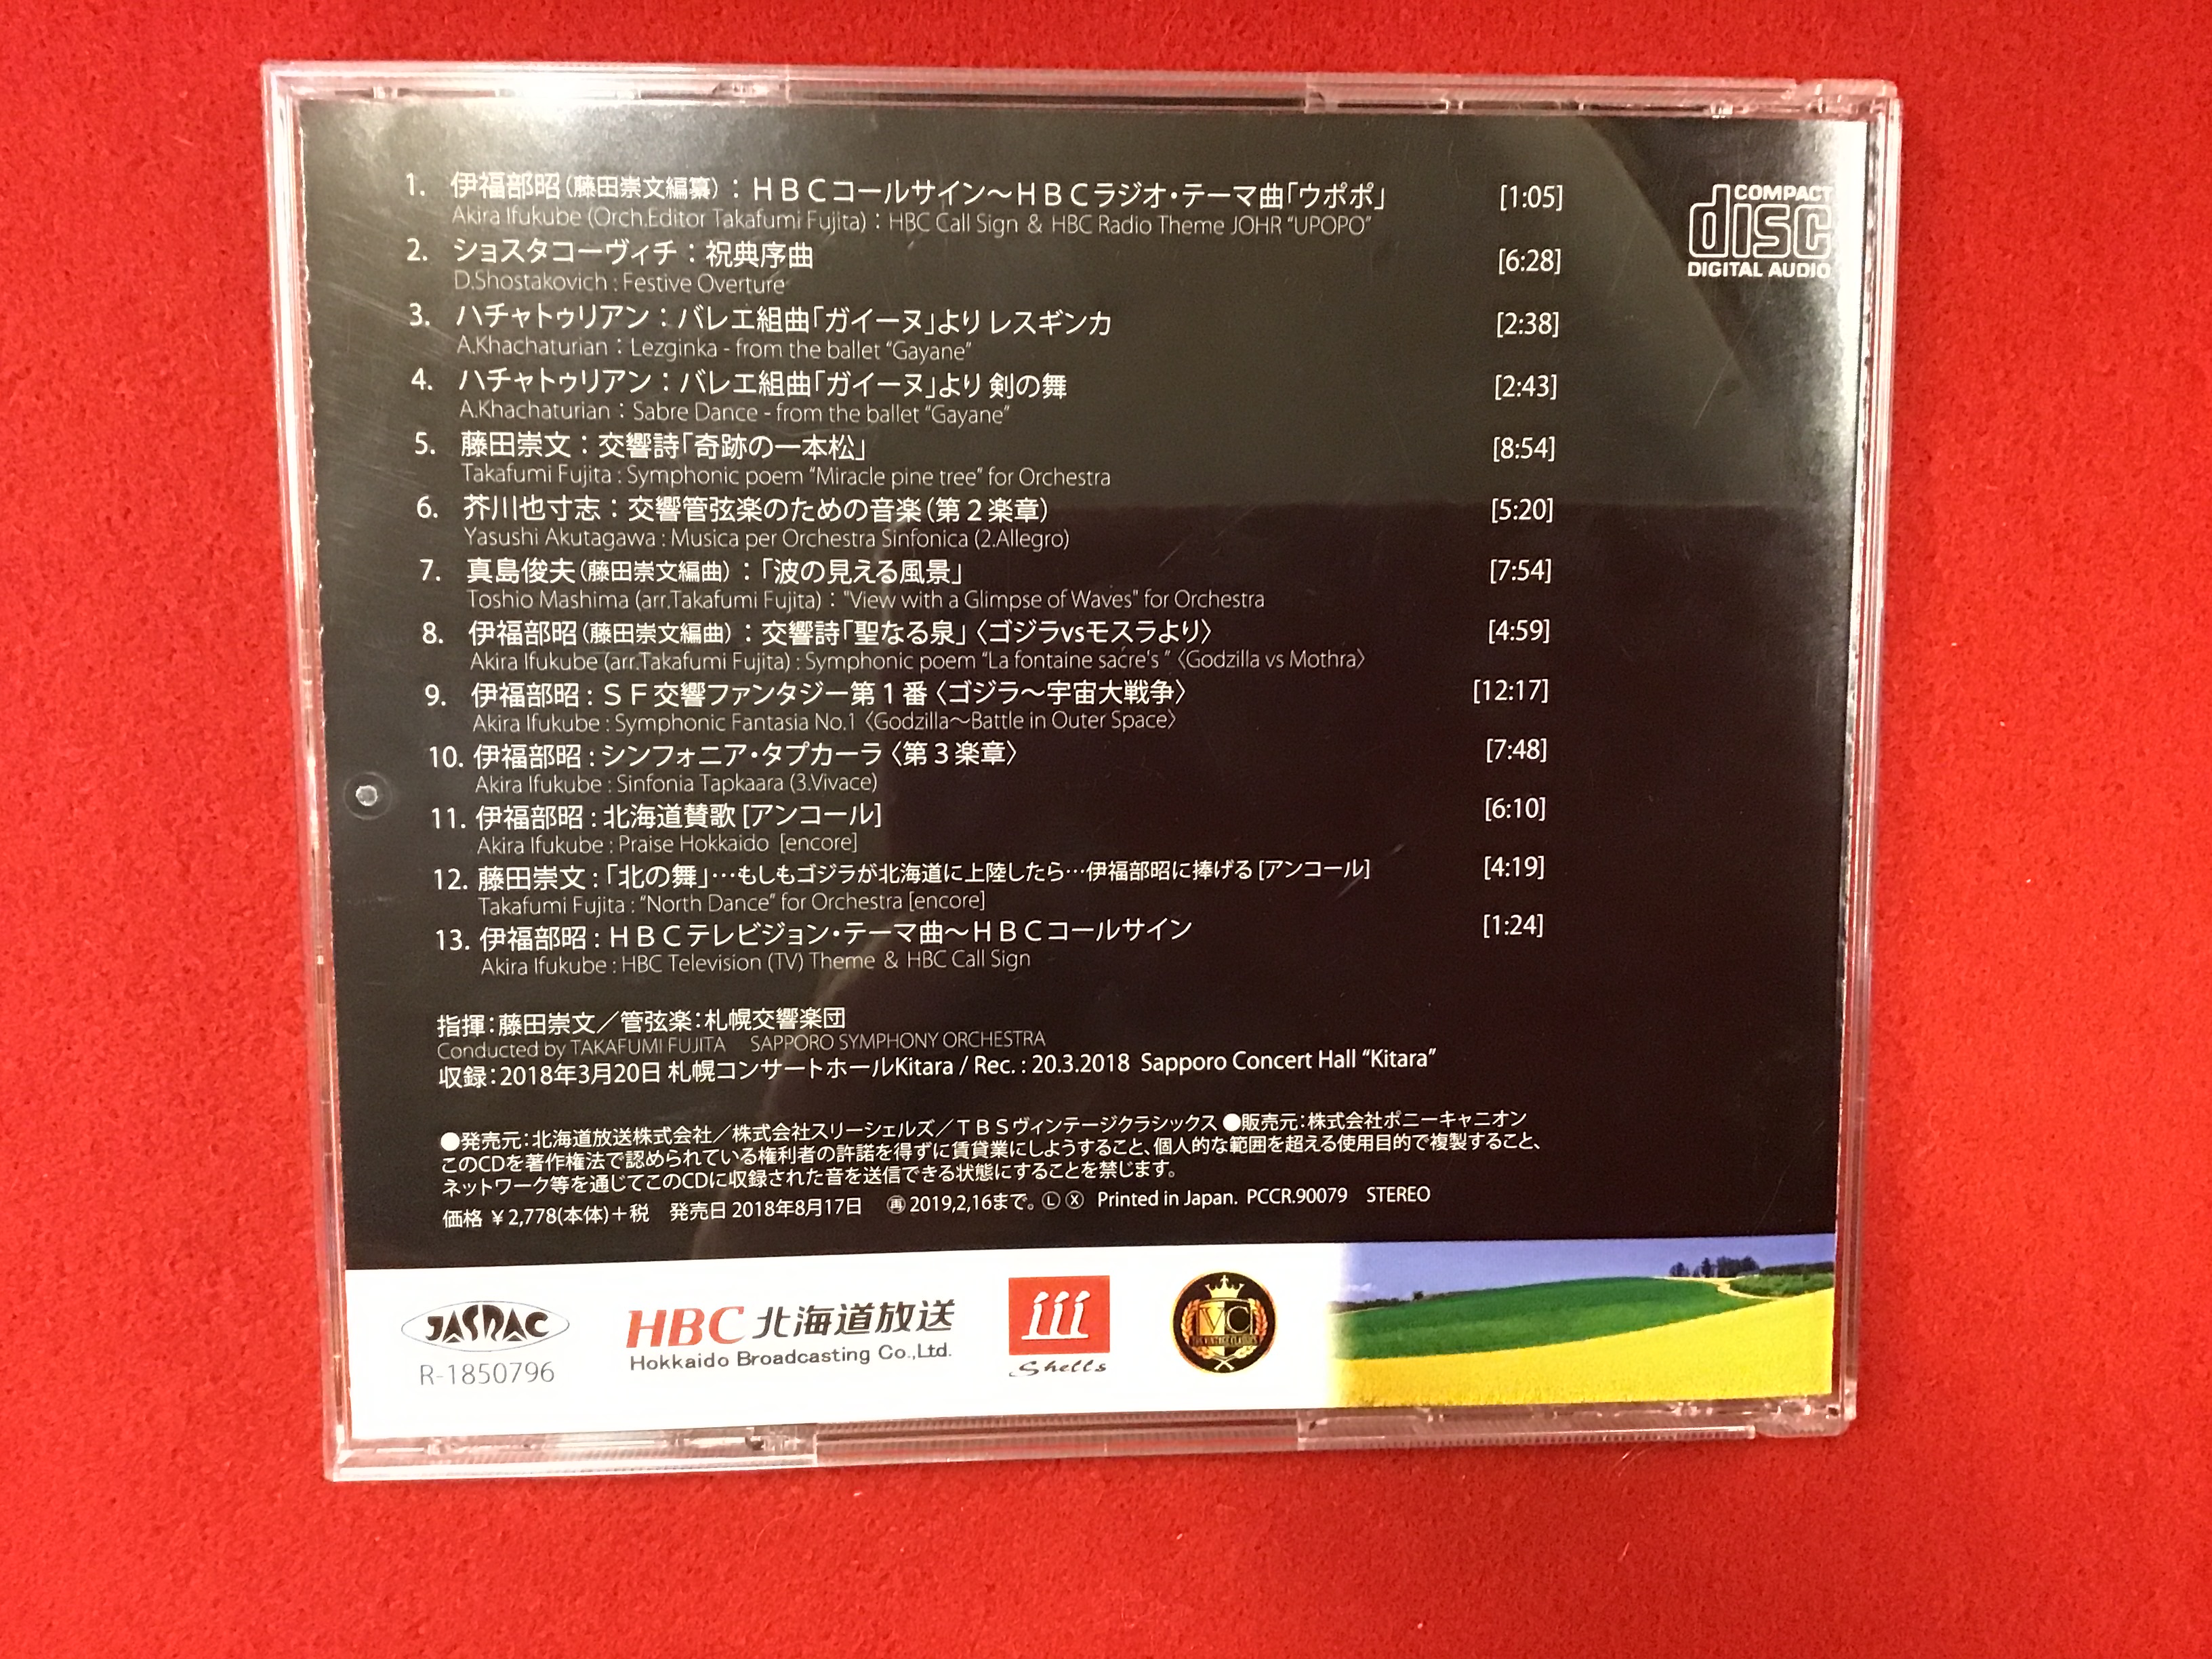 COMPACT
disc
DIGITAL AUDIO
1. 伊福部昭(藤田崇文編纂)：ＨＢＣコールサイン～ＨＢＣラジオ・テーマ曲「ウポポ」 [1:05]
Akira Ifukube (Orch.Editor Takafumi Fujita)：HBC Call Sign ＆ HBC Radio Theme JOHR “UPOPO”
2. ショスタコーヴィチ：祝典序曲 [6:28]
D.Shostakovich : Festive Overture
3. ハチャトゥリアン：バレエ組曲「ガイーヌ」より レスギンカ [2:38]
A.Khachaturian：Lezginka - from the ballet “Gayane”
4. ハチャトゥリアン：バレエ組曲「ガイーヌ」より 剣の舞 [2:43]
A.Khachaturian：Sabre Dance - from the ballet “Gayane”
5. 藤田崇文：交響詩「奇跡の一本松」 [8:54]
Takafumi Fujita : Symphonic poem “Miracle pine tree” for Orchestra
6. 芥川也寸志：交響管弦楽のための音楽(第２楽章) [5:20]
Yasushi Akutagawa : Musica per Orchestra Sinfonica (2.Allegro)
7. 真島俊夫(藤田崇文編曲)：「波の見える風景」 [7:54]
Toshio Mashima (arr.Takafumi Fujita)：“View with a Glimpse of Waves” for Orchestra
8. 伊福部昭(藤田崇文編曲)：交響詩「聖なる泉」〈ゴジラvsモスラより〉 [4:59]
Akira Ifukube (arr.Takafumi Fujita) : Symphonic poem “La fontaine sacre's ”〈Godzilla vs Mothra〉
9. 伊福部昭：ＳＦ交響ファンタジー第１番〈ゴジラ～宇宙大戦争〉 [12:17]
Akira Ifukube : Symphonic Fantasia No.1〈Godzilla～Battle in Outer Space〉
10. 伊福部昭：シンフォニア・タプカーラ〈第３楽章〉 [7:48]
Akira Ifukube : Sinfonia Tapkaara (3.Vivace)
11. 伊福部昭：北海道賛歌 [アンコール] [6:10]
Akira Ifukube : Praise Hokkaido [encore]
12. 藤田崇文：「北の舞」…もしもゴジラが北海道に上陸したら…伊福部昭に捧げる [アンコール] [4:19]
Takafumi Fujita : “North Dance” for Orchestra [encore]
13. 伊福部昭：ＨＢＣテレビジョン・テーマ曲～ＨＢＣコールサイン [1:24]
Akira Ifukube : HBC Television (TV) Theme ＆ HBC Call Sign
指揮：藤田崇文／管弦楽：札幌交響楽団
Conducted by TAKAFUMI FUJITA SAPPORO SYMPHONY ORCHESTRA
収録：2018年3月20日 札幌コンサートホールKitara / Rec. : 20.3.2018 Sapporo Concert Hall “Kitara”
●発売元：北海道放送株式会社／株式会社スリーシェルズ／ＴＢＳヴィンテージクラシックス ●販売元：株式会社ポニーキャニオン
このCDを著作権法で認められている権利者の許諾を得ずに賃貸業にしようすること、個人的な範囲を超える使用目的で複製すること、
ネットワーク等を通じてこのCDに収録された音を送信できる状態にすることを禁じます。
価格 ￥2,778(本体)＋税 発売日 2018年8月17日 ㊂再 2019,2,16まで。Ⓛ Ⓧ Printed in Japan. PCCR.90079 STEREO
JASRAC
R-1850796
HBC 北海道放送
Hokkaido Broadcasting Co.,Ltd.
iii
Shells
VC